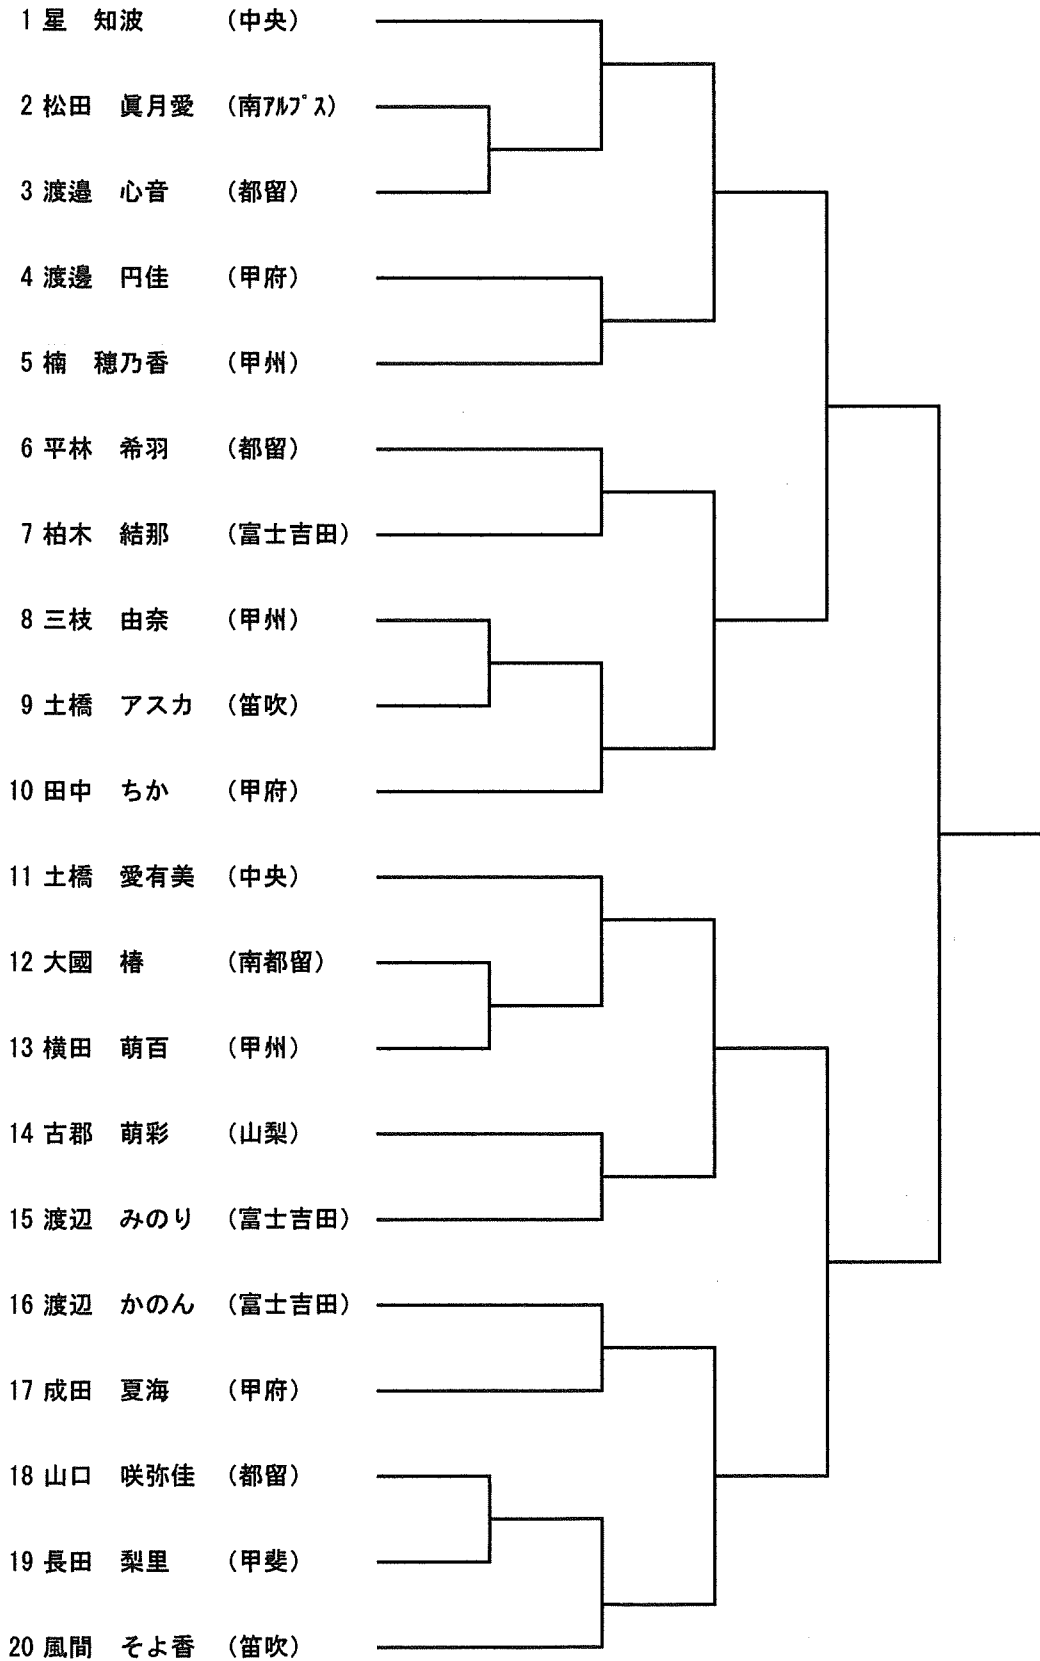 1 星　知波　（中央）
2 松田　眞月愛　（南ｱﾙﾌﾟｽ）
3 渡邉　心音　（都留）
4 渡邊　円佳　（甲府）
5 楠　穂乃香　（甲州）
6 平林　希羽　（都留）
7 柏木　結那　（富士吉田）
8 三枝　由奈　（甲州）
9 土橋　アスカ　（笛吹）
10 田中　ちか　（甲府）
11 土橋　愛有美　（中央）
12 大國　椿　（南都留）
13 横田　萌百　（甲州）
14 古郡　萌彩　（山梨）
15 渡辺　みのり　（富士吉田）
16 渡辺　かのん　（富士吉田）
17 成田　夏海　（甲府）
18 山口　咲弥佳　（都留）
19 長田　梨里　（甲斐）
20 風間　そよ香　（笛吹）